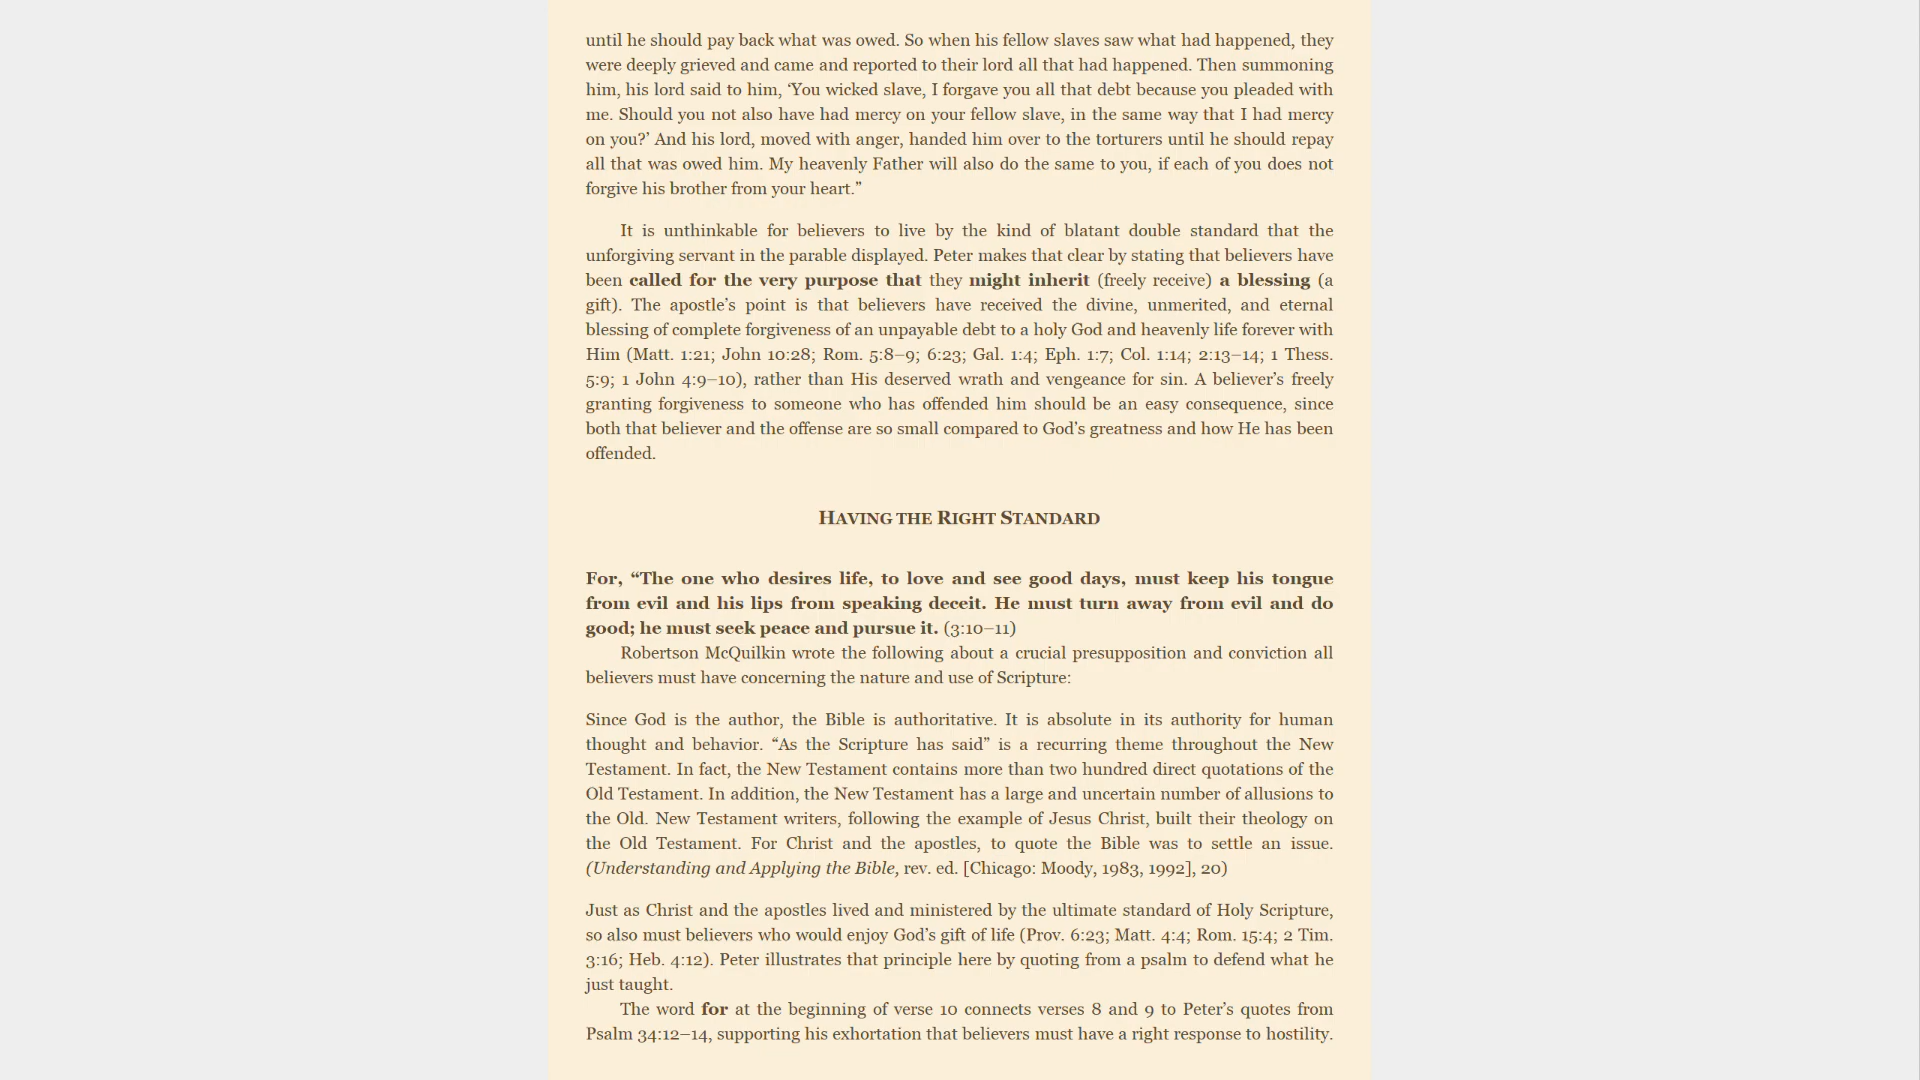 until he should pay back what was owed. So when his fellow slaves saw what had happened, they
were deeply grieved and came and reported to their lord all that had happened. Then summoning
him, his lord said to him, ‘You wicked slave, I forgave you all that debt because you pleaded with
me. Should you not also have had mercy on your fellow slave, in the same way that I had mercy
on you?’ And his lord, moved with anger, handed him over to the torturers until he should repay
all that was owed him. My heavenly Father will also do the same to you, if each of you does not
forgive his brother from your heart.”
It is unthinkable for believers to live by the kind of blatant double standard that the
unforgiving servant in the parable displayed. Peter makes that clear by stating that believers have
been called for the very purpose that they might inherit (freely receive) a blessing (a
gift). The apostle’s point is that believers have received the divine, unmerited, and eternal
blessing of complete forgiveness of an unpayable debt to a holy God and heavenly life forever with
Him (Matt. 1:21; John 10:28; Rom. 5:8–9; 6:23; Gal. 1:4; Eph. 1:7; Col. 1:14; 2:13–14; 1 Thess.
5:9; 1 John 4:9–10), rather than His deserved wrath and vengeance for sin. A believer’s freely
granting forgiveness to someone who has offended him should be an easy consequence, since
both that believer and the offense are so small compared to God’s greatness and how He has been
offended.
HAVING THE RIGHT STANDARD
For, “The one who desires life, to love and see good days, must keep his tongue
from evil and his lips from speaking deceit. He must turn away from evil and do
good; he must seek peace and pursue it. (3:10–11)
Robertson McQuilkin wrote the following about a crucial presupposition and conviction all
believers must have concerning the nature and use of Scripture:
Since God is the author, the Bible is authoritative. It is absolute in its authority for human
thought and behavior. “As the Scripture has said” is a recurring theme throughout the New
Testament. In fact, the New Testament contains more than two hundred direct quotations of the
Old Testament. In addition, the New Testament has a large and uncertain number of allusions to
the Old. New Testament writers, following the example of Jesus Christ, built their theology on
the Old Testament. For Christ and the apostles, to quote the Bible was to settle an issue.
(Understanding and Applying the Bible, rev. ed. [Chicago: Moody, 1983, 1992], 20)
Just as Christ and the apostles lived and ministered by the ultimate standard of Holy Scripture,
so also must believers who would enjoy God’s gift of life (Prov. 6:23; Matt. 4:4; Rom. 15:4; 2 Tim.
3:16; Heb. 4:12). Peter illustrates that principle here by quoting from a psalm to defend what he
just taught.
The word for at the beginning of verse 10 connects verses 8 and 9 to Peter’s quotes from
Psalm 34:12–14, supporting his exhortation that believers must have a right response to hostility.